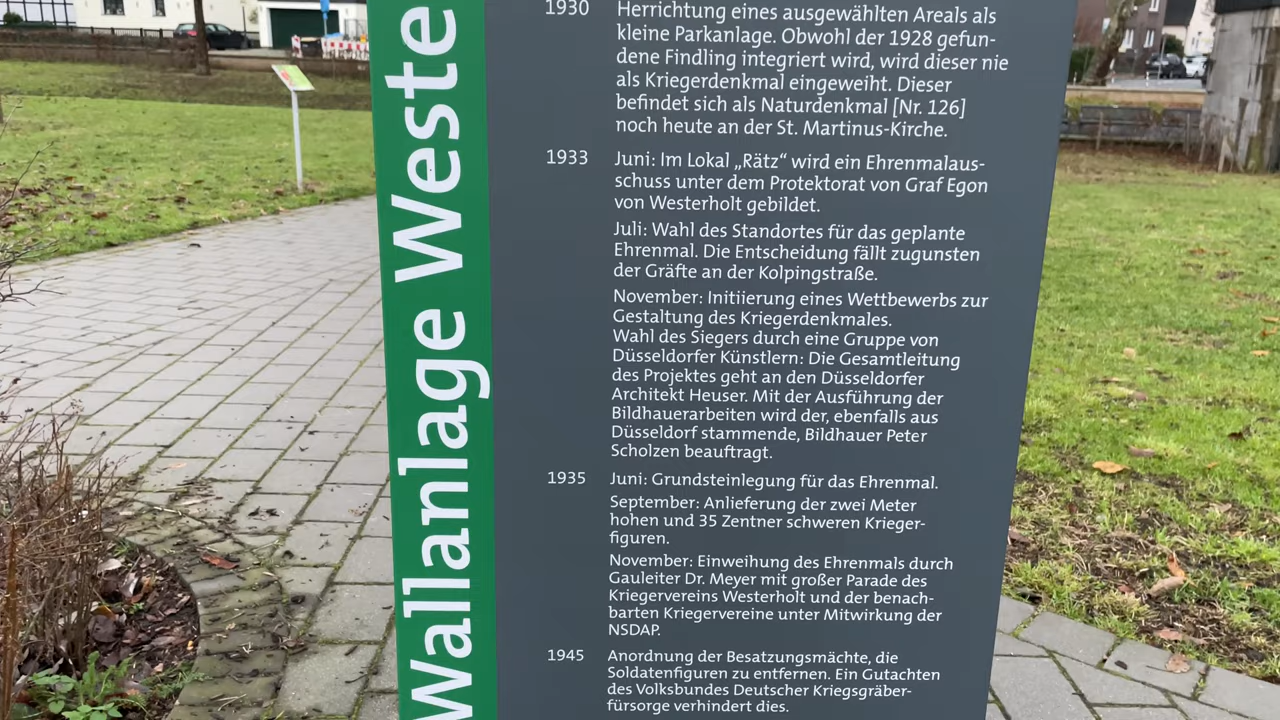 Wallanlage Weste
1930 Herrichtung eines ausgewählten Areals als
kleine Parkanlage. Obwohl der 1928 gefun-
dene Findling integriert wird, wird dieser nie
als Kriegerdenkmal eingeweiht. Dieser
befindet sich als Naturdenkmal [Nr. 126]
noch heute an der St. Martinus-Kirche.
1933 Juni: Im Lokal „Rätz“ wird ein Ehrenmalaus-
schuss unter dem Protektorat von Graf Egon
von Westerholt gebildet.
Juli: Wahl des Standortes für das geplante
Ehrenmal. Die Entscheidung fällt zugunsten
der Gräfte an der Kolpingstraße.
November: Initiierung eines Wettbewerbs zur
Gestaltung des Kriegerdenkmales.
Wahl des Siegers durch eine Gruppe von
Düsseldorfer Künstlern: Die Gesamtleitung
des Projektes geht an den Düsseldorfer
Architekt Heuser. Mit der Ausführung der
Bildhauerarbeiten wird der, ebenfalls aus
Düsseldorf stammende, Bildhauer Peter
Scholzen beauftragt.
1935 Juni: Grundsteinlegung für das Ehrenmal.
September: Anlieferung der zwei Meter
hohen und 35 Zentner schweren Krieger-
figuren.
November: Einweihung des Ehrenmals durch
Gauleiter Dr. Meyer mit großer Parade des
Kriegervereins Westerholt und der benach-
barten Kriegervereine unter Mitwirkung der
NSDAP.
1945 Anordnung der Besatzungsmächte, die
Soldatenfiguren zu entfernen. Ein Gutachten
des Volksbundes Deutscher Kriegsgräber-
fürsorge verhindert dies.